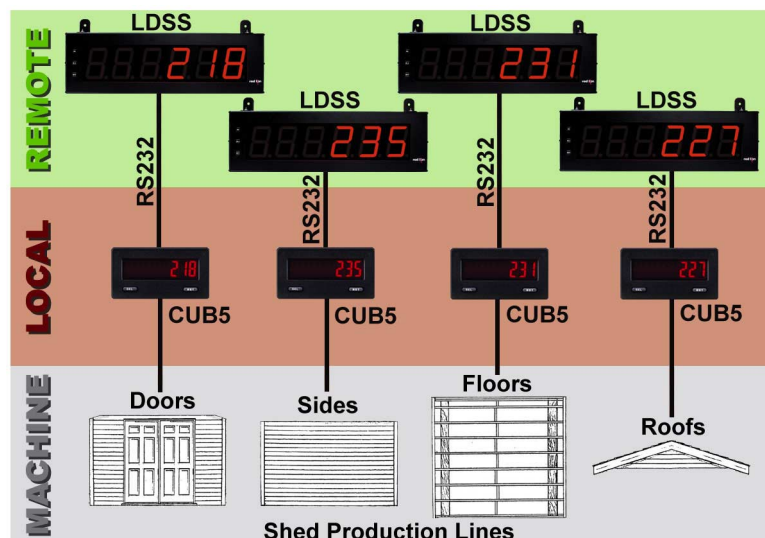 REMOTE
LDSS
218
RS232
LDSS
235
RS232
LDSS
231
RS232
LDSS
227
RS232
LOCAL
218
CUB5
235
CUB5
231
CUB5
227
CUB5
MACHINE
Doors
Sides
Floors
Roofs
Shed Production Lines